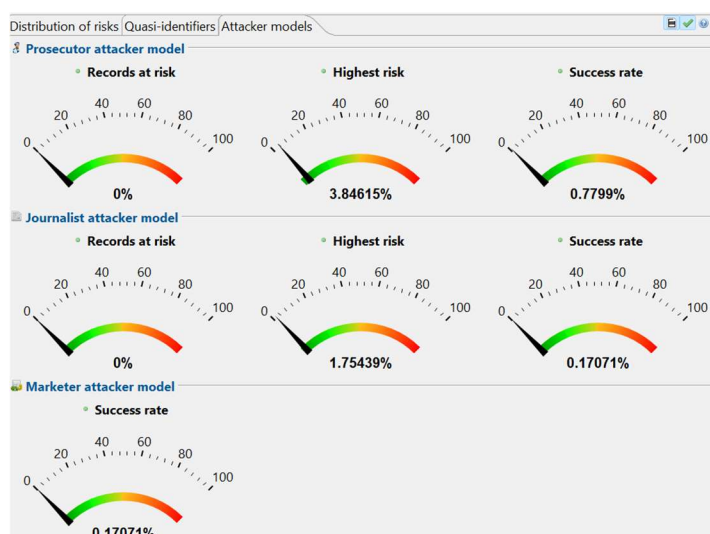 Distribution of risks Quasi-identifiers Attacker models
Prosecutor attacker model
Records at risk Highest risk Success rate
0 20 40 60 80 100 0 20 40 60 80 100 0 20 40 60 80 100
0% 3.84615% 0.7799%
Journalist attacker model
Records at risk Highest risk Success rate
0 20 40 60 80 100 0 20 40 60 80 100 0 20 40 60 80 100
0% 1.75439% 0.17071%
Marketer attacker model
Success rate
0 20 40 60 80 100
0.17071%